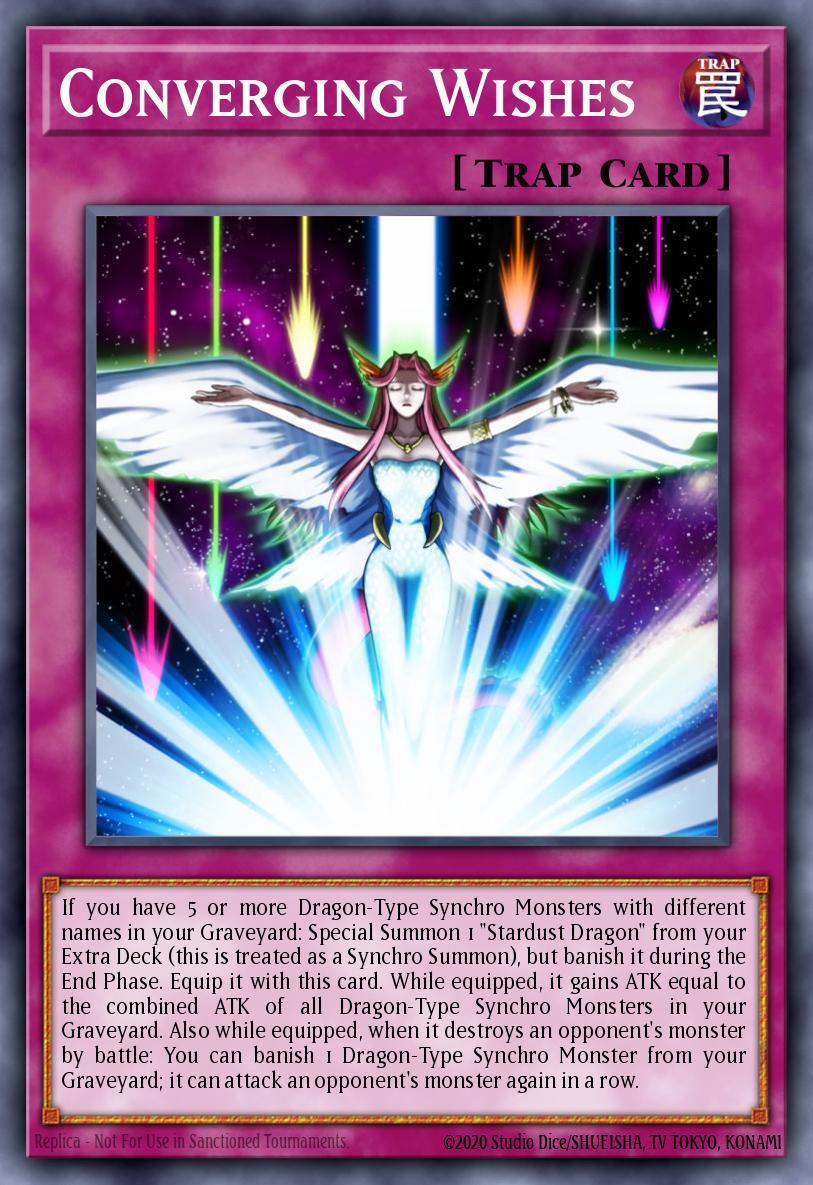 Converging Wishes
TRAP
罠
[Trap Card]
If you have 5 or more Dragon-Type Synchro Monsters with different
names in your Graveyard: Special Summon 1 "Stardust Dragon" from your
Extra Deck (this is treated as a Synchro Summon), but banish it during the
End Phase. Equip it with this card. While equipped, it gains ATK equal to
the combined ATK of all Dragon-Type Synchro Monsters in your
Graveyard. Also while equipped, when it destroys an opponent's monster
by battle: You can banish 1 Dragon-Type Synchro Monster from your
Graveyard; it can attack an opponent's monster again in a row.
Replica - Not For Use in Sanctioned Tournaments.
©2020 Studio Dice/SHUEISHA, TV TOKYO, KONAMI